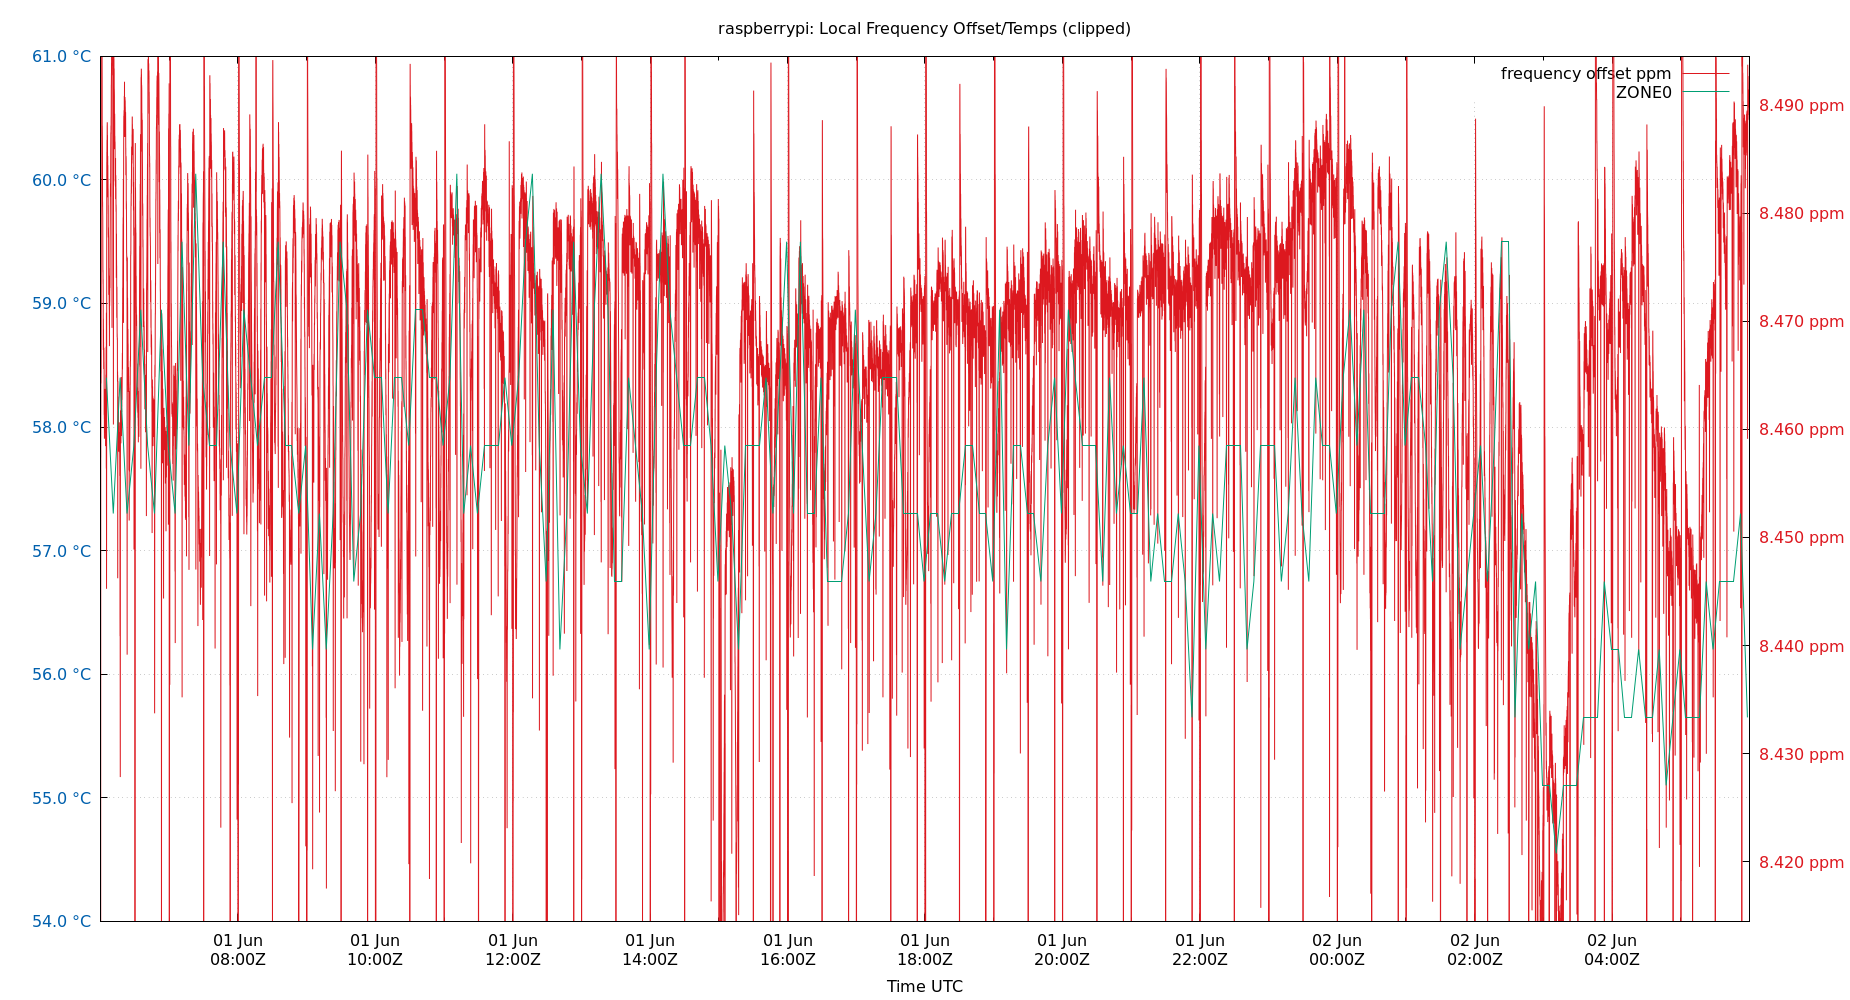 raspberrypi: Local Frequency Offset/Temps (clipped)
61.0 °C
60.0 °C
59.0 °C
58.0 °C
57.0 °C
56.0 °C
55.0 °C
54.0 °C
frequency offset ppm
ZONE0
8.490 ppm
8.480 ppm
8.470 ppm
8.460 ppm
8.450 ppm
8.440 ppm
8.430 ppm
8.420 ppm
01 Jun 01 Jun 01 Jun 01 Jun 01 Jun 01 Jun 01 Jun 01 Jun 02 Jun 02 Jun 02 Jun
08:00Z 10:00Z 12:00Z 14:00Z 16:00Z 18:00Z 20:00Z 22:00Z 00:00Z 02:00Z 04:00Z
Time UTC